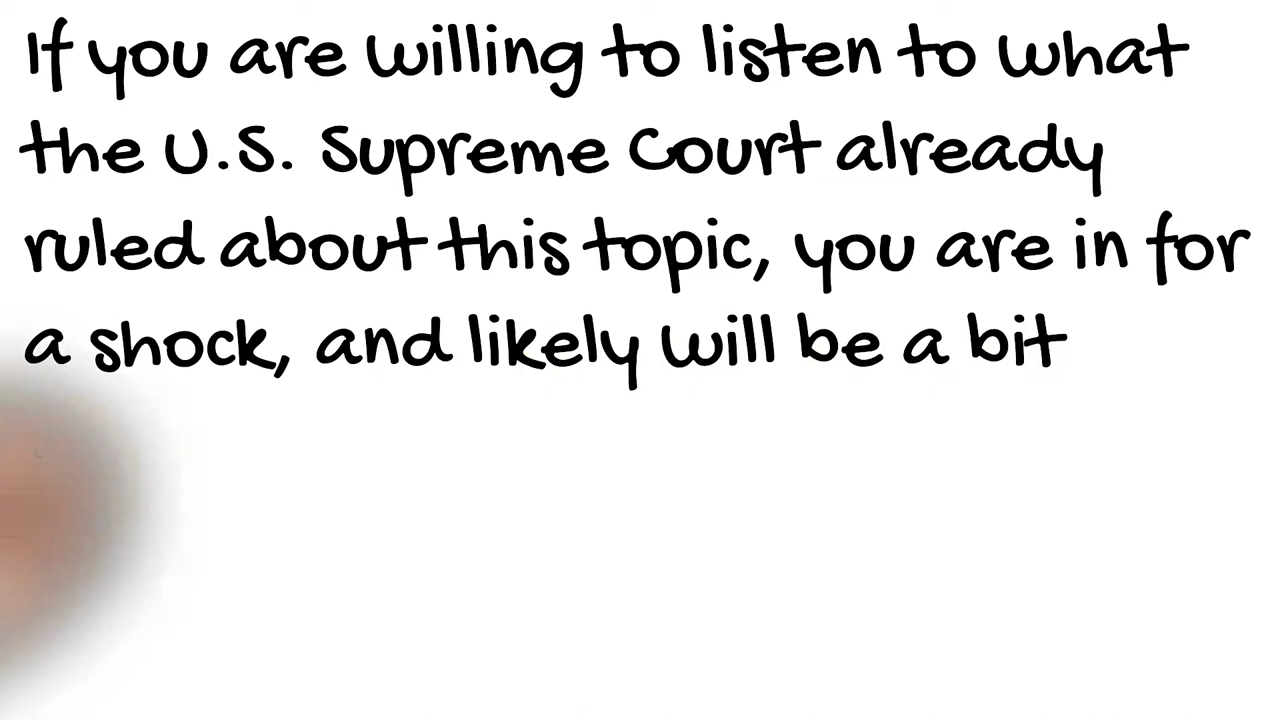 If you are willing to listen to what
the U.S. Supreme Court already
ruled about this topic, you are in for
a shock, and likely will be a bit